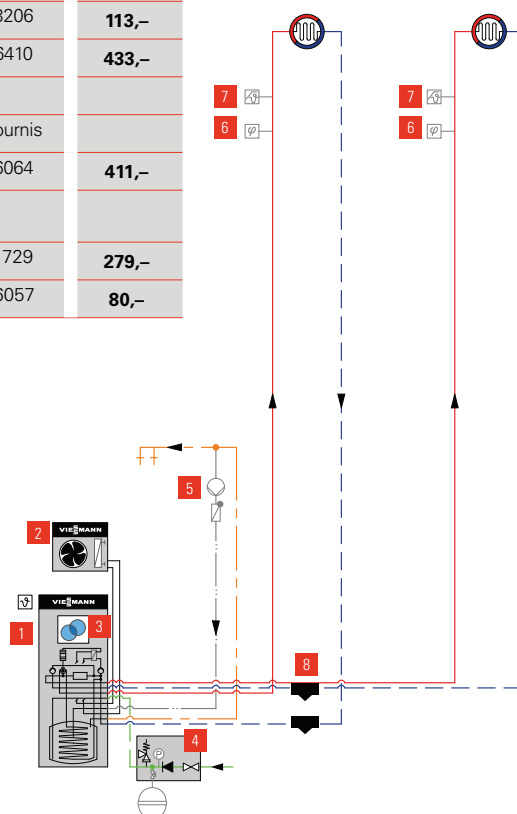 3206 113,–
6410 433,–
ournis
6064 411,–
729 279,–
6057 80,–
7
7
6 φ
6 φ
5
2 VIESMANN
ϑ VIESMANN
1
3
8
4
P